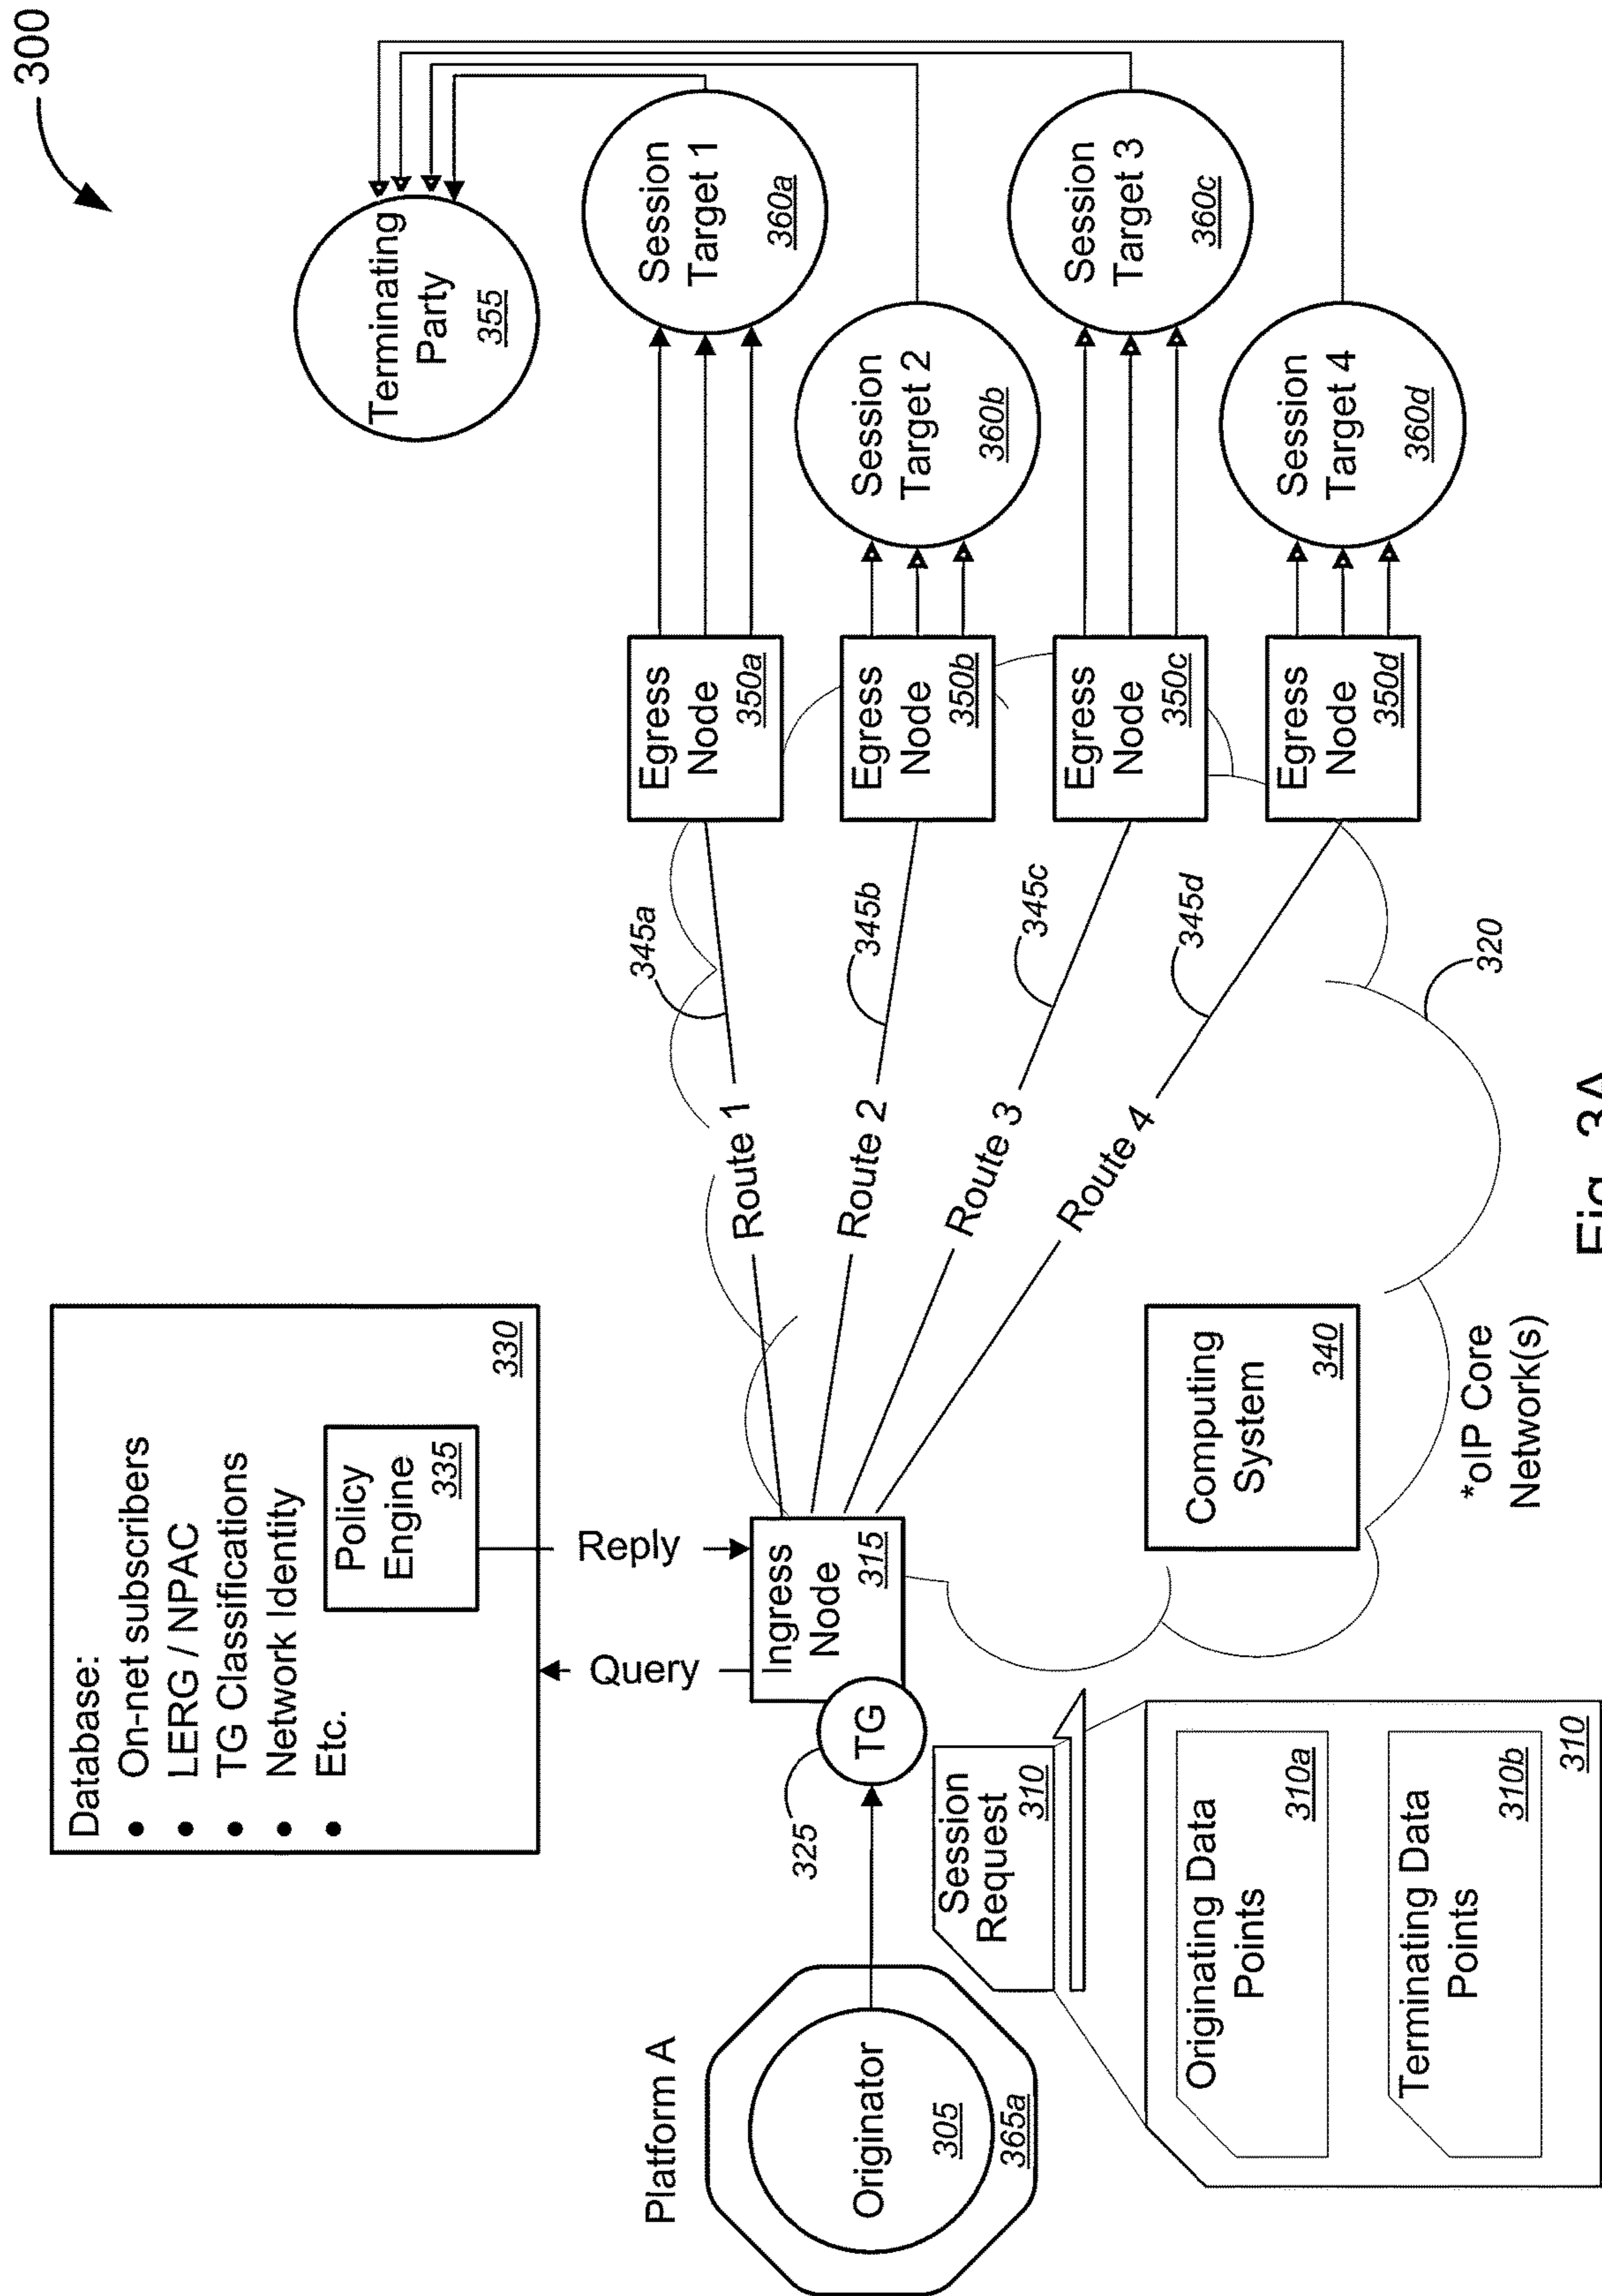 300
Database:
• On-net subscribers
• LERG / NPAC
• TG Classifications
• Network Identity
• Etc.
330
Policy
Engine
335
Query
Reply
Platform A
Originator
305
365a
325
TG
Ingress
Node
315
Session
Request
310
Originating Data
Points
310a
Terminating Data
Points
310b
310
Route 1
Route 2
Route 3
Route 4
345a
345b
345c
345d
Computing
System
340
*oIP Core
Network(s)
320
Egress
Node
350a
Egress
Node
350b
Egress
Node
350c
Egress
Node
350d
Terminating
Party
355
Session
Target 1
360a
Session
Target 2
360b
Session
Target 3
360c
Session
Target 4
360d
Fig. 3A